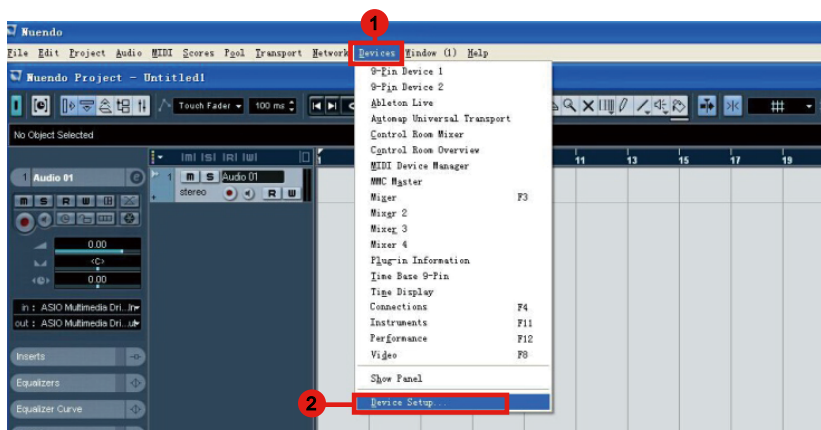 1
Nuendo
File Edit Project Audio MIDI Scores Pool Transport Network Devices Window (1) Help
Nuendo Project - Untitled1
Touch Fader 100 ms
No Object Selected
11 13 15 17 19
1 Audio 01
m S R W
0.00
<C>
0.00
in : ASIO Multimedia Dri...In
out : ASIO Multimedia Dri...ut
Inserts
Equalizers
Equalizer Curve
m s R W
1 m S Audio 01
stereo R W
9-Pin Device 1
9-Pin Device 2
Ableton Live
Automap Universal Transport
Control Room Mixer
Control Room Overview
MIDI Device Manager
MMC Master
Mixer F3
Mixer 2
Mixer 3
Mixer 4
Plug-in Information
Time Base 9-Pin
Time Display
Connections F4
Instruments F11
Performance F12
Video F8
Show Panel
2
Device Setup...